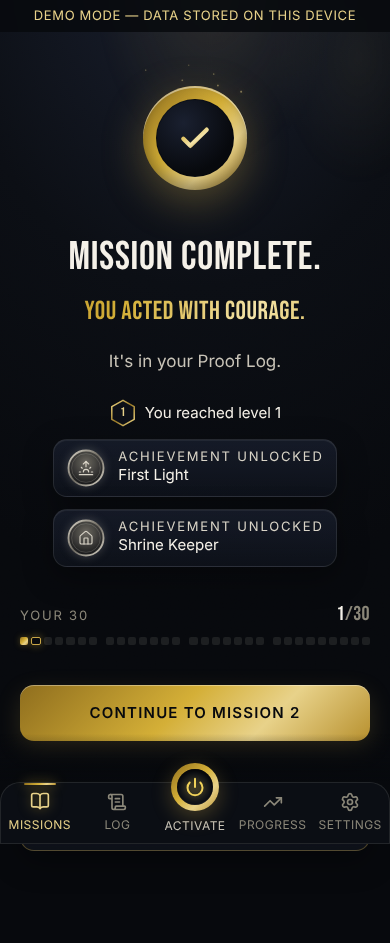 DEMO MODE — DATA STORED ON THIS DEVICE
MISSION COMPLETE.
YOU ACTED WITH COURAGE.
It's in your Proof Log.
1 You reached level 1
ACHIEVEMENT UNLOCKED
First Light
ACHIEVEMENT UNLOCKED
Shrine Keeper
YOUR 30 1/30
CONTINUE TO MISSION 2
MISSIONS LOG ACTIVATE PROGRESS SETTINGS